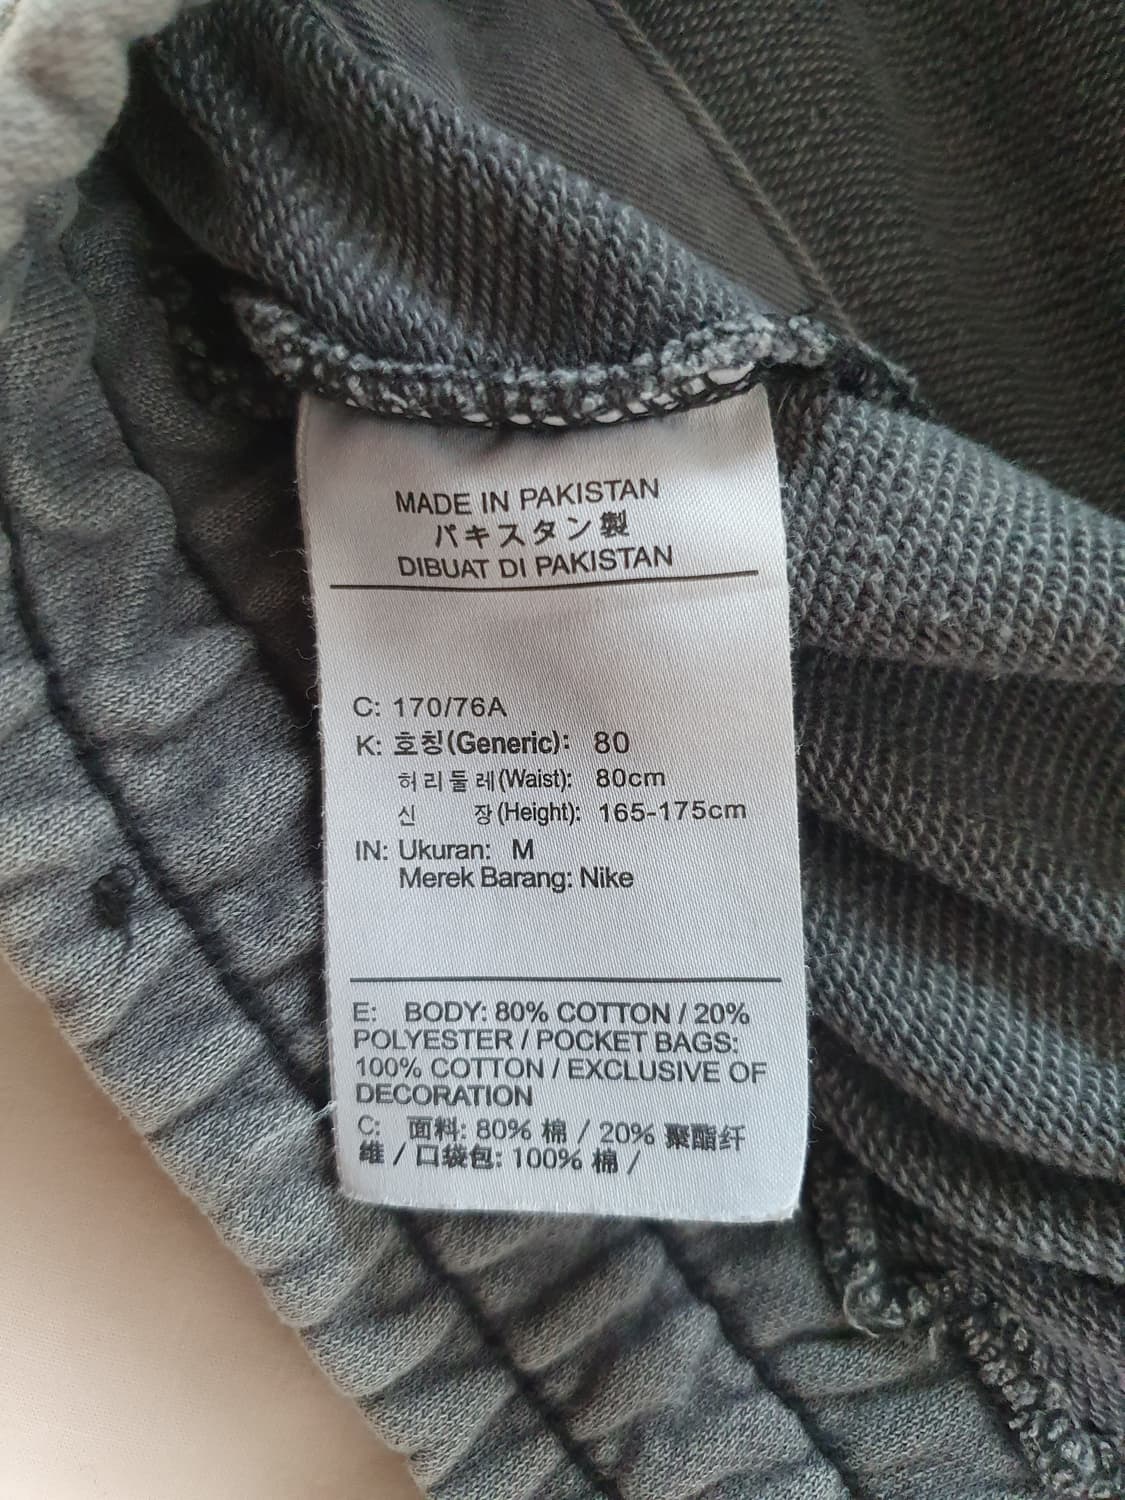 MADE IN PAKISTAN
パキスタン製
DIBUAT DI PAKISTAN
C: 170/76A
K: 호칭(Generic): 80
허리둘레(Waist): 80cm
신 장(Height): 165-175cm
IN: Ukuran: M
Merek Barang: Nike
E: BODY: 80% COTTON / 20%
POLYESTER / POCKET BAGS:
100% COTTON / EXCLUSIVE OF
DECORATION
C: 面料: 80% 棉 / 20% 聚酯纤
维 / 口袋包: 100% 棉 /